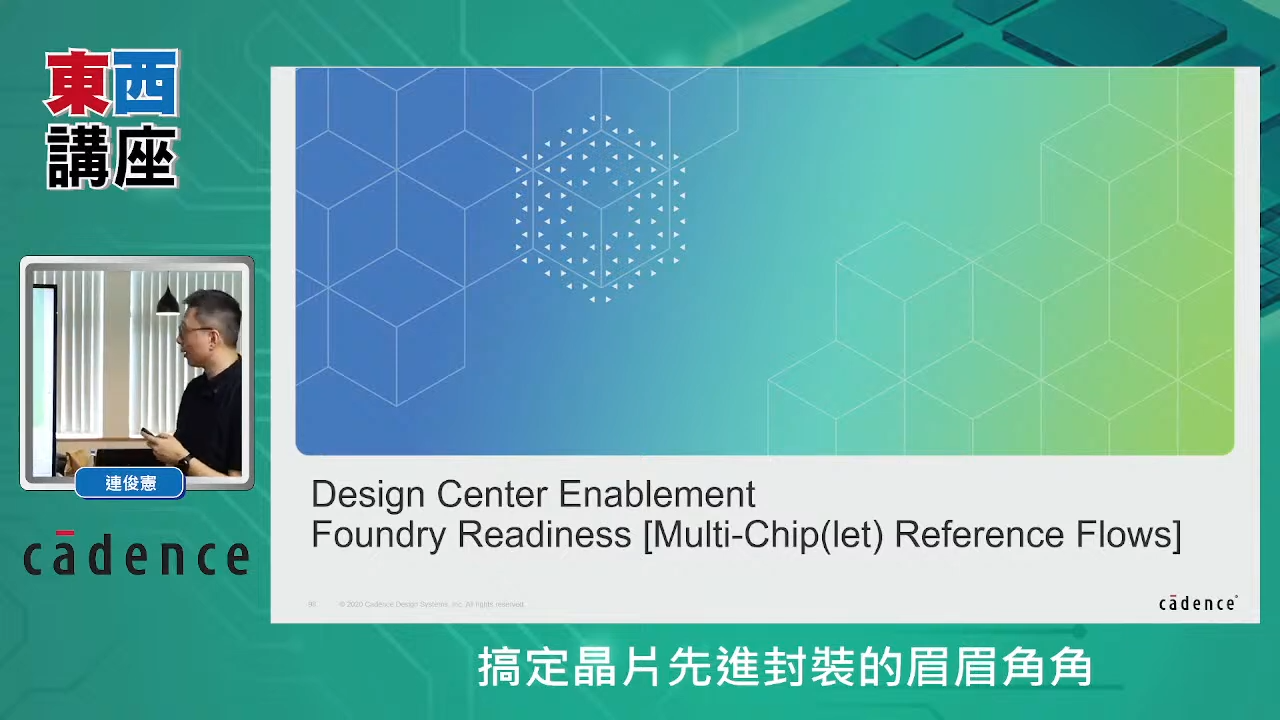 東西
講座
連俊憲
cādence
Design Center Enablement
Foundry Readiness [Multi-Chip(let) Reference Flows]
© 2020 Cadence Design Systems, Inc. All rights reserved.
cādence
搞定晶片先進封裝的眉眉角角